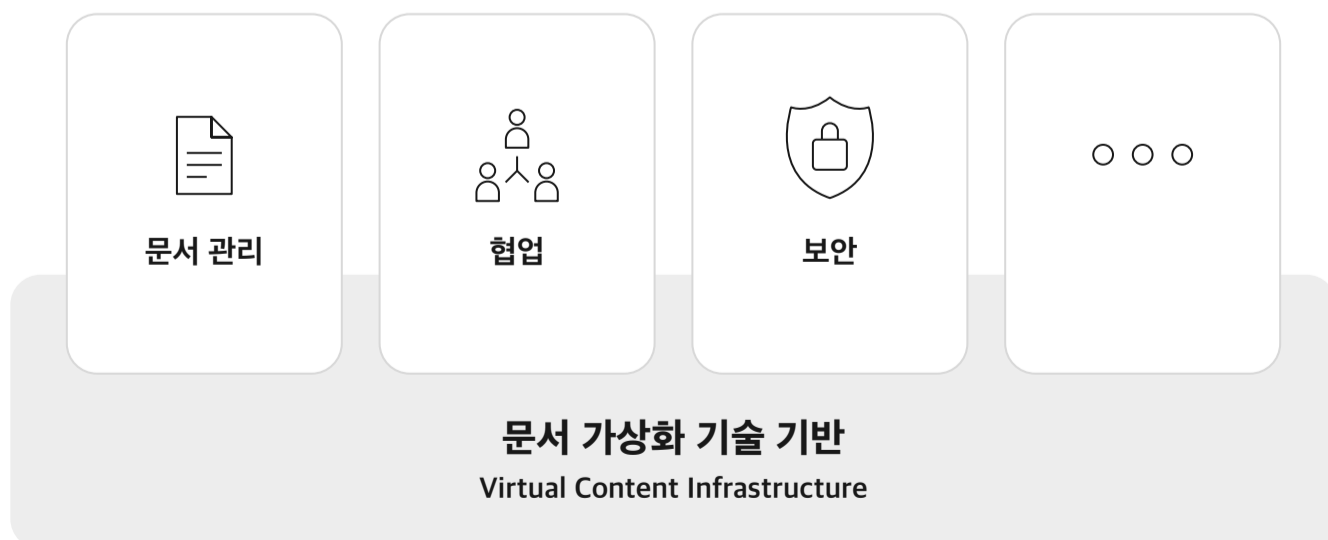 문서 관리
협업
보안
문서 가상화 기술 기반
Virtual Content Infrastructure